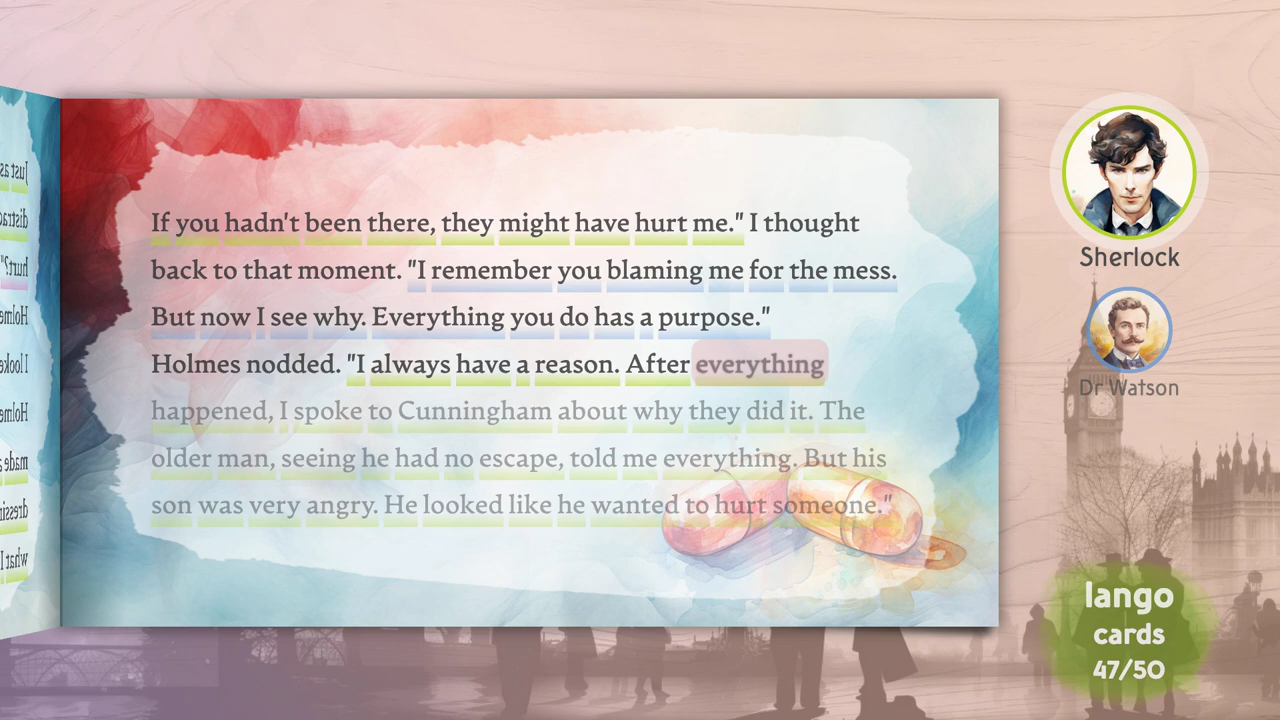 If you hadn't been there, they might have hurt me." I thought
back to that moment. "I remember you blaming me for the mess.
But now I see why. Everything you do has a purpose."
Holmes nodded. "I always have a reason. After everything
happened, I spoke to Cunningham about why they did it. The
older man, seeing he had no escape, told me everything. But his
son was very angry. He looked like he wanted to hurt someone."
Sherlock
Dr Watson
lango
cards
47/50